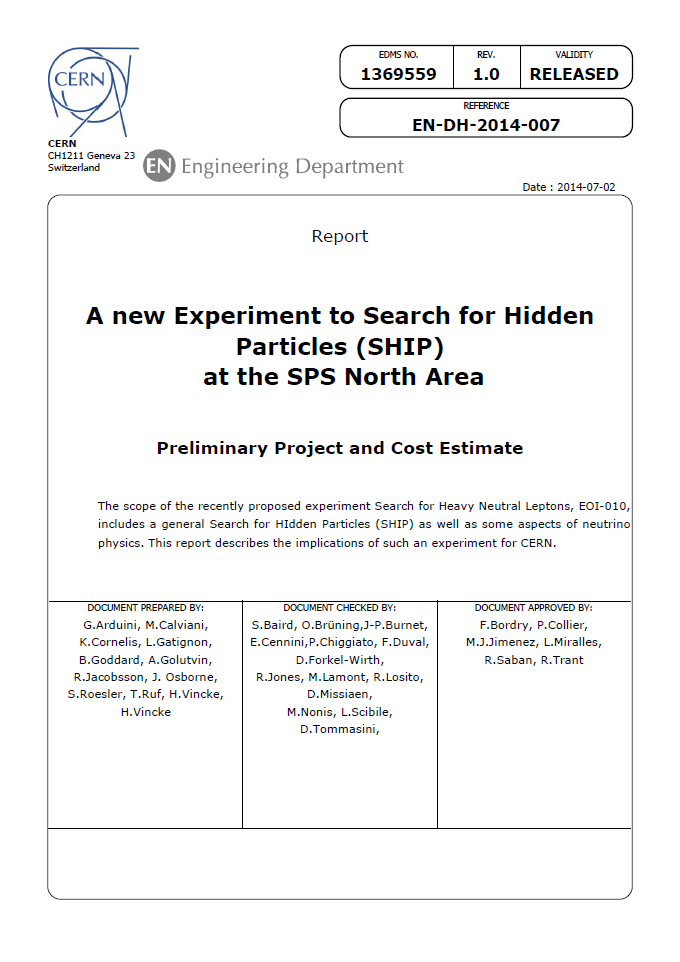 CERN
CERN
CH1211 Geneva 23
Switzerland
EN Engineering Department
EDMS NO.
1369559
REV.
1.0
VALIDITY
RELEASED
REFERENCE
EN-DH-2014-007
Date : 2014-07-02
Report
A new Experiment to Search for Hidden
Particles (SHIP)
at the SPS North Area
Preliminary Project and Cost Estimate
The scope of the recently proposed experiment Search for Heavy Neutral Leptons, EOI-010,
includes a general Search for HIdden Particles (SHIP) as well as some aspects of neutrino
physics. This report describes the implications of such an experiment for CERN.
DOCUMENT PREPARED BY:
G.Arduini, M.Calviani,
K.Cornelis, L.Gatignon,
B.Goddard, A.Golutvin,
R.Jacobsson, J. Osborne,
S.Roesler, T.Ruf, H.Vincke,
H.Vincke
DOCUMENT CHECKED BY:
S.Baird, O.Brüning,J-P.Burnet,
E.Cennini,P.Chiggiato, F.Duval,
D.Forkel-Wirth,
R.Jones, M.Lamont, R.Losito,
D.Missiaen,
M.Nonis, L.Scibile,
D.Tommasini,
DOCUMENT APPROVED BY:
F.Bordry, P.Collier,
M.J.Jimenez, L.Miralles,
R.Saban, R.Trant